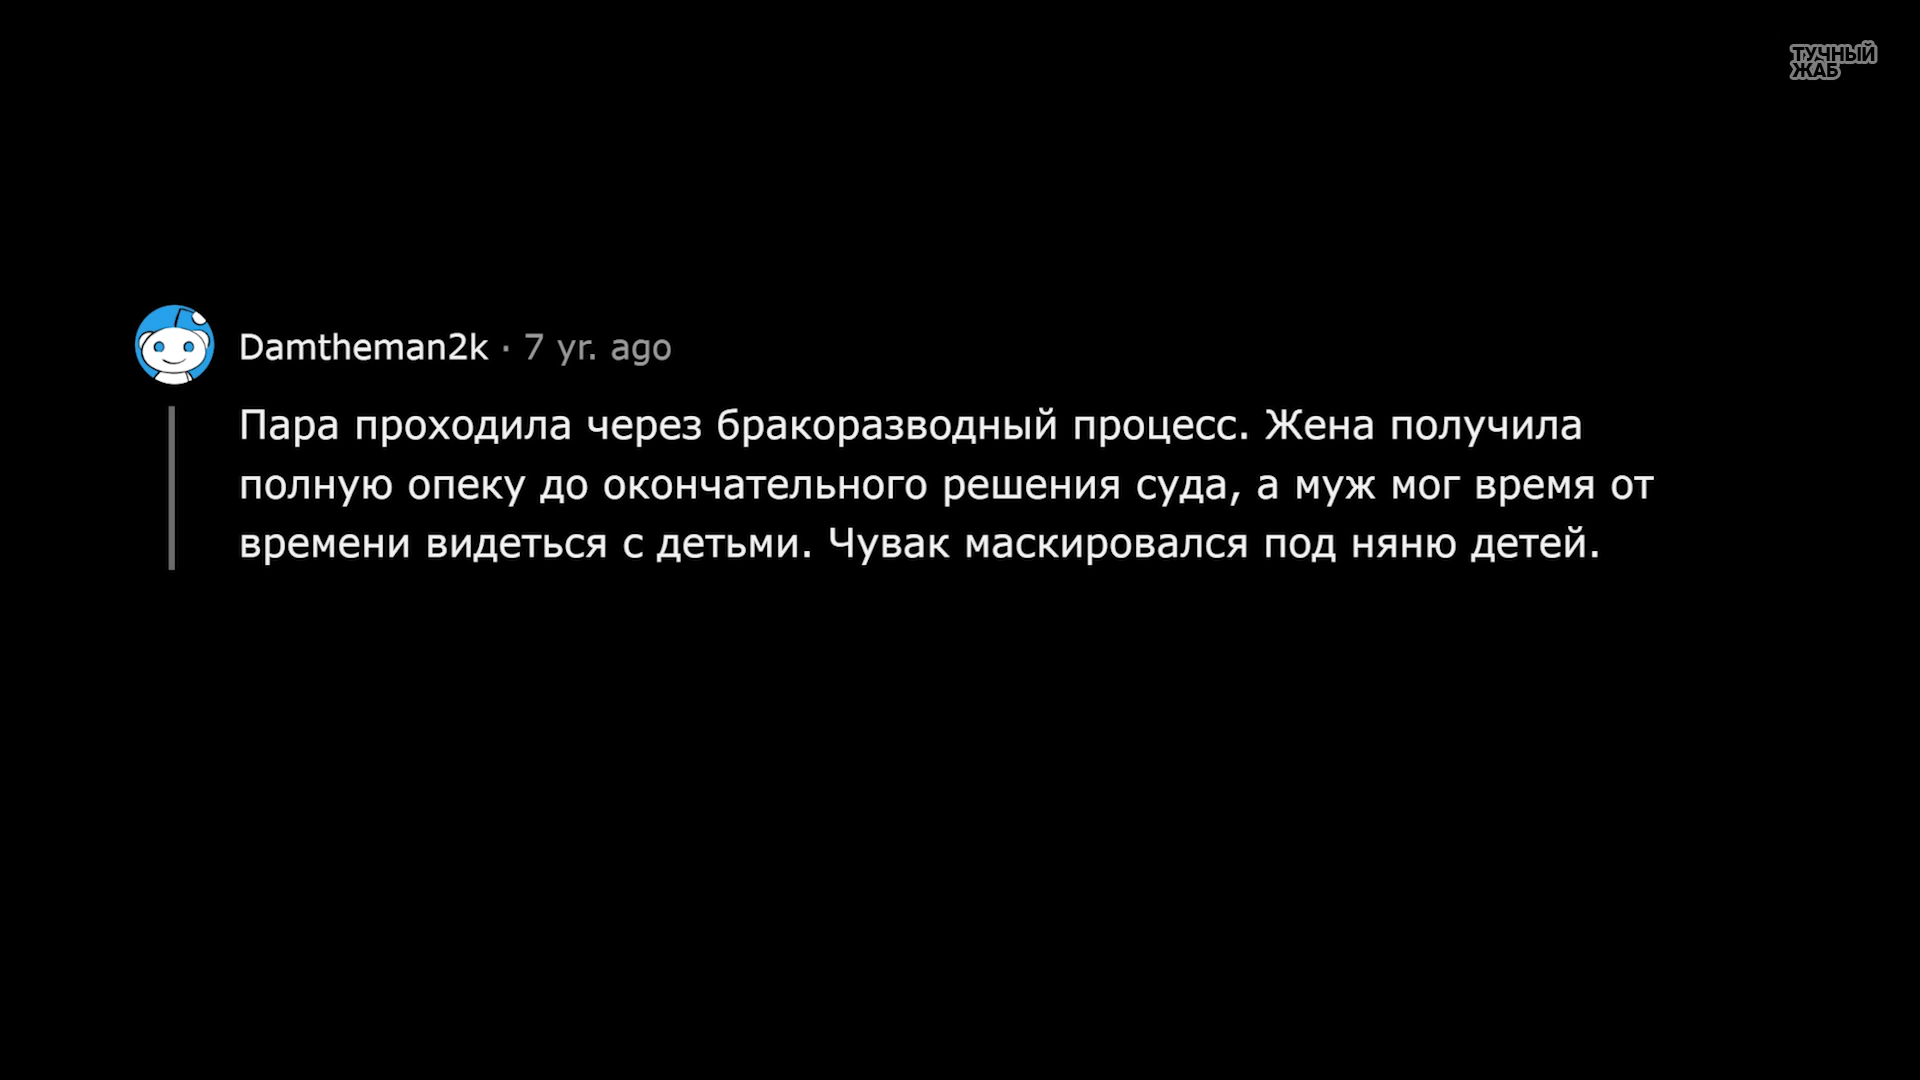 ТУЧНЫЙ
ЖАБ
Damtheman2k · 7 yr. ago
Пара проходила через бракоразводный процесс. Жена получила
полную опеку до окончательного решения суда, а муж мог время от
времени видеться с детьми. Чувак маскировался под няню детей.